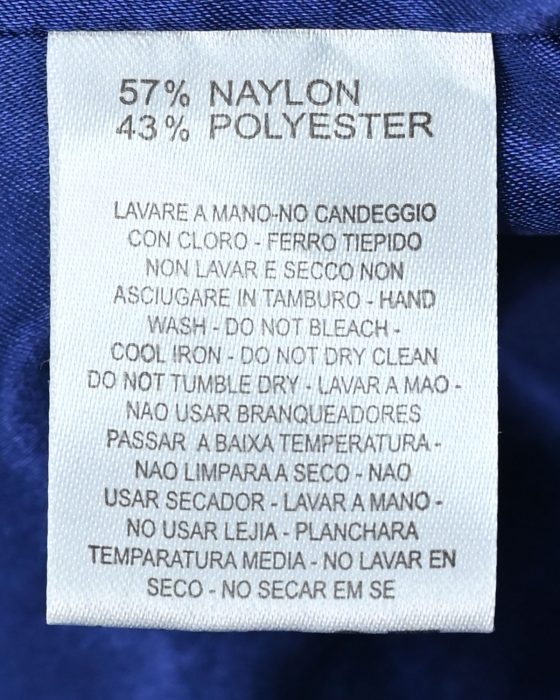 57% NAYLON
43% POLYESTER
LAVARE A MANO-NO CANDEGGIO
CON CLORO - FERRO TIEPIDO
NON LAVAR E SECCO NON
ASCIUGARE IN TAMBURO - HAND
WASH - DO NOT BLEACH -
COOL IRON - DO NOT DRY CLEAN
DO NOT TUMBLE DRY - LAVAR A MAO -
NAO USAR BRANQUEADORES
PASSAR A BAIXA TEMPERATURA -
NAO LIMPARA A SECO - NAO
USAR SECADOR - LAVAR A MANO -
NO USAR LEJIA - PLANCHARA
TEMPARATURA MEDIA - NO LAVAR EN
SECO - NO SECAR EM SE